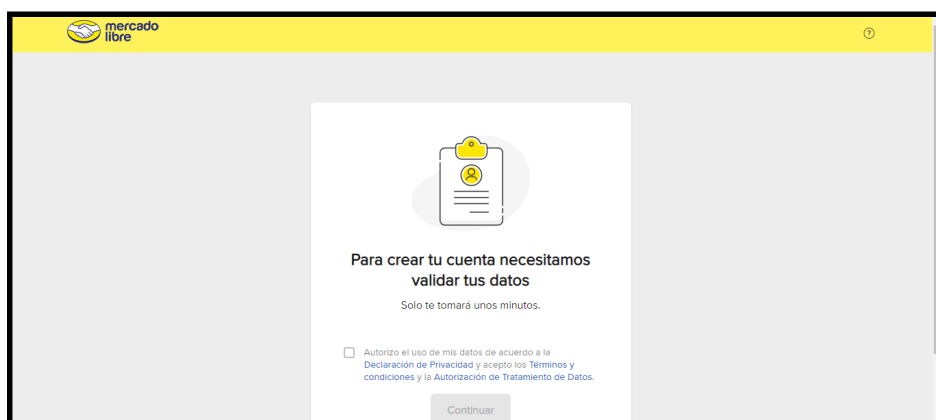 mercado
libre
?
Para crear tu cuenta necesitamos
validar tus datos
Solo te tomará unos minutos.
Autorizo el uso de mis datos de acuerdo a la
Declaración de Privacidad y acepto los Términos y
condiciones y la Autorización de Tratamiento de Datos.
Continuar